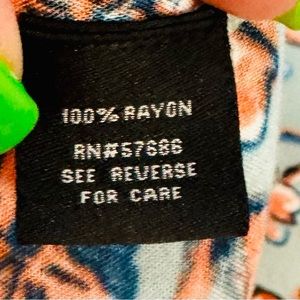 100% RAYON
RN#57686
SEE REVERSE
FOR CARE